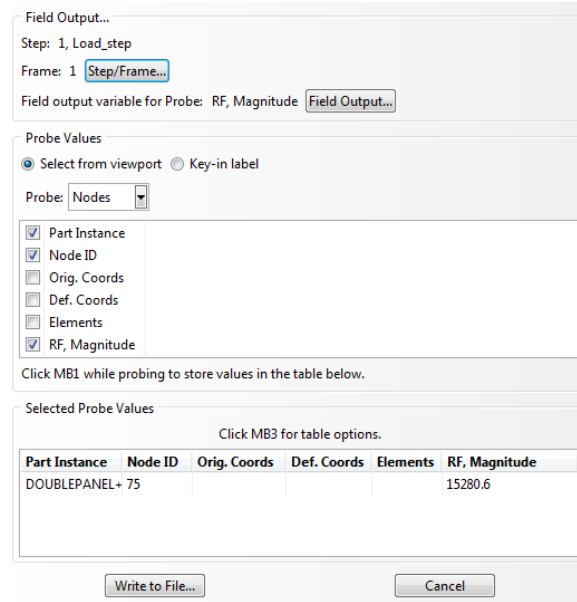 Field Output...
Step: 1, Load_step
Frame: 1 Step/Frame...
Field output variable for Probe: RF, Magnitude Field Output...
Probe Values
Select from viewport Key-in label
Probe: Nodes
Part Instance
Node ID
Orig. Coords
Def. Coords
Elements
RF, Magnitude
Click MB1 while probing to store values in the table below.
Selected Probe Values
Click MB3 for table options.
Part Instance Node ID Orig. Coords Def. Coords Elements RF, Magnitude
DOUBLEPANEL+ 75 15280.6
Write to File... Cancel